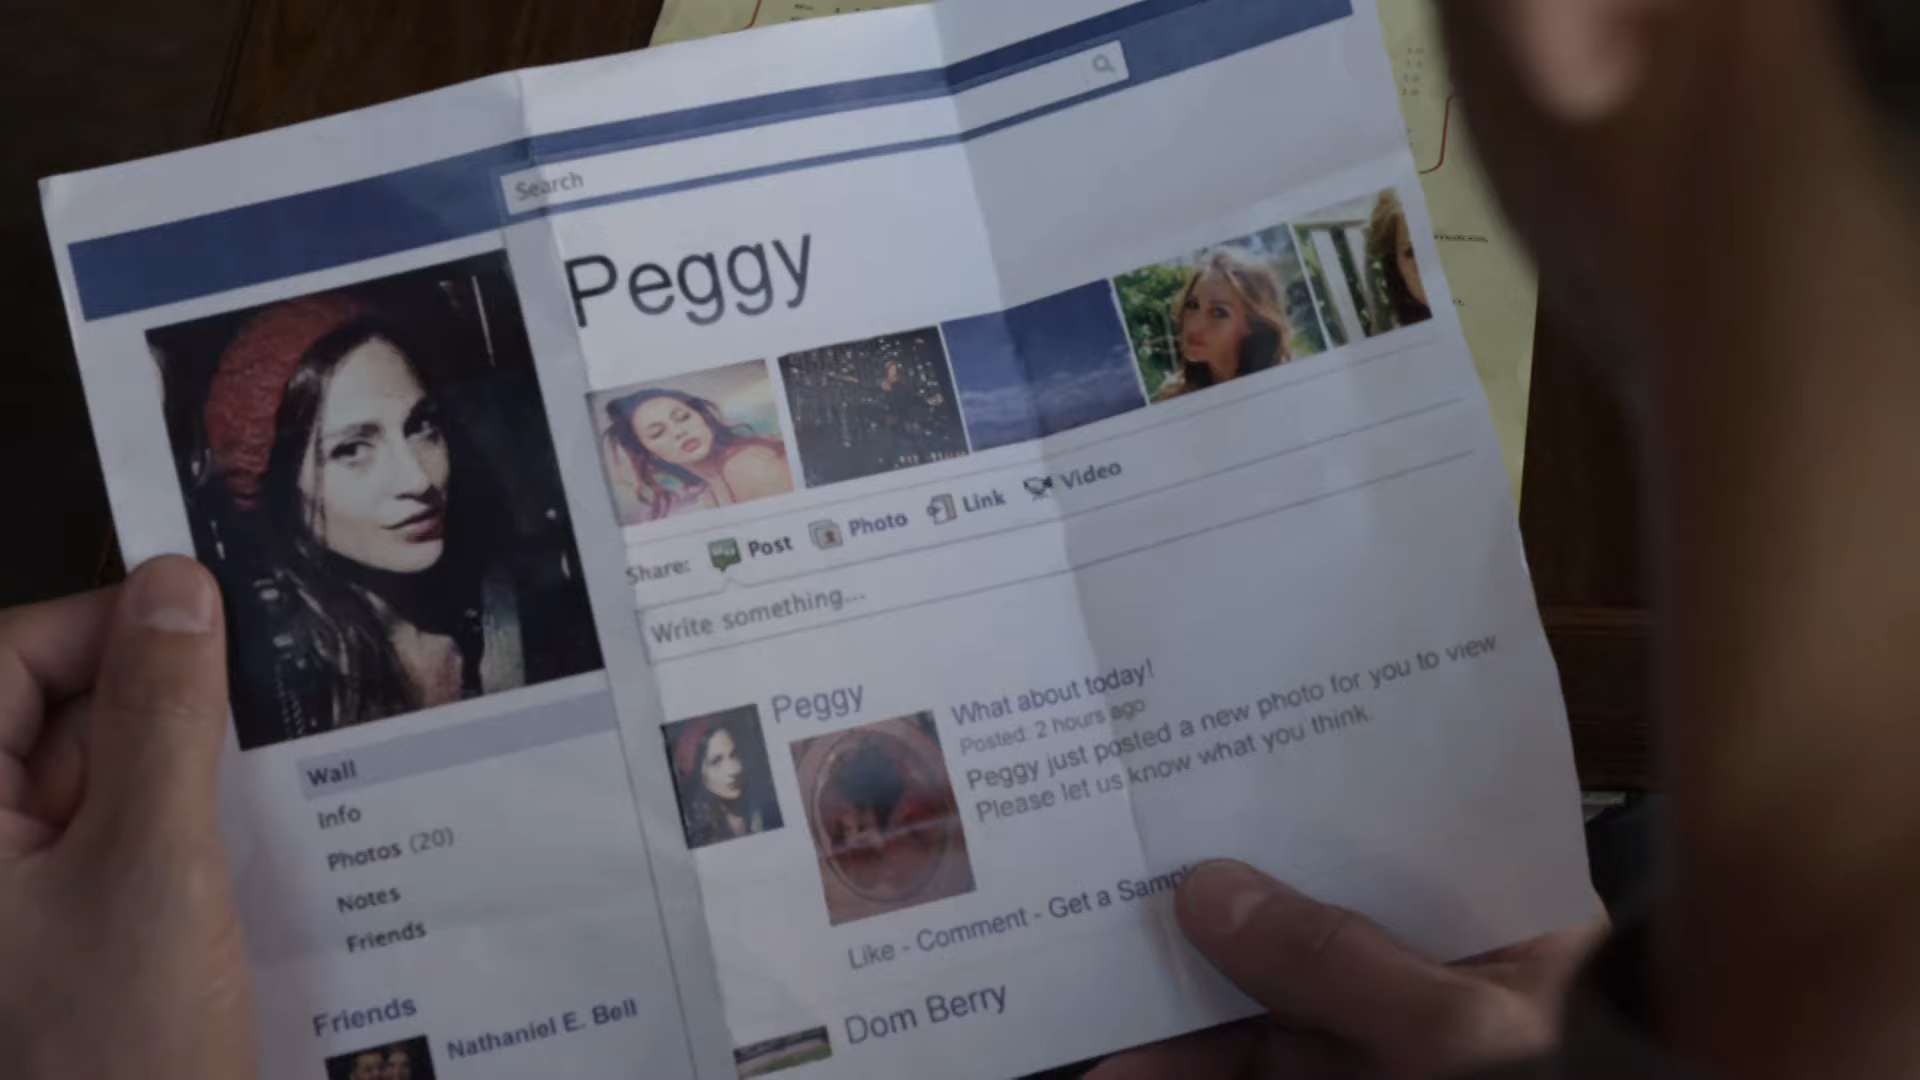 Search
Peggy
Share: Post Photo Link Video
Write something...
Peggy
What about today!
Posted: 2 hours ago
Peggy just posted a new photo for you to view
Please let us know what you think.
Like - Comment - Get a Sample
Dom Berry
Wall
Info
Photos (20)
Notes
Friends
Friends
Nathaniel E. Bell